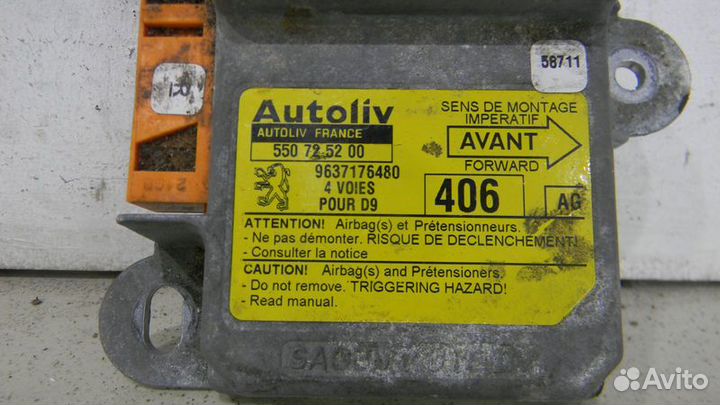 58711
Autoliv
AUTOLIV FRANCE
550 72 52 00
9637176480
4 VOIES
POUR D9
SENS DE MONTAGE
IMPERATIF
AVANT
FORWARD
406
AG
ATTENTION! Airbag(s) et Prétensionneurs.
- Ne pas démonter. RISQUE DE DECLENCHEMENT!
- Consulter la notice
CAUTION! Airbag(s) and Prétensioners.
- Do not remove. TRIGGERING HAZARD!
- Read manual.
Avito